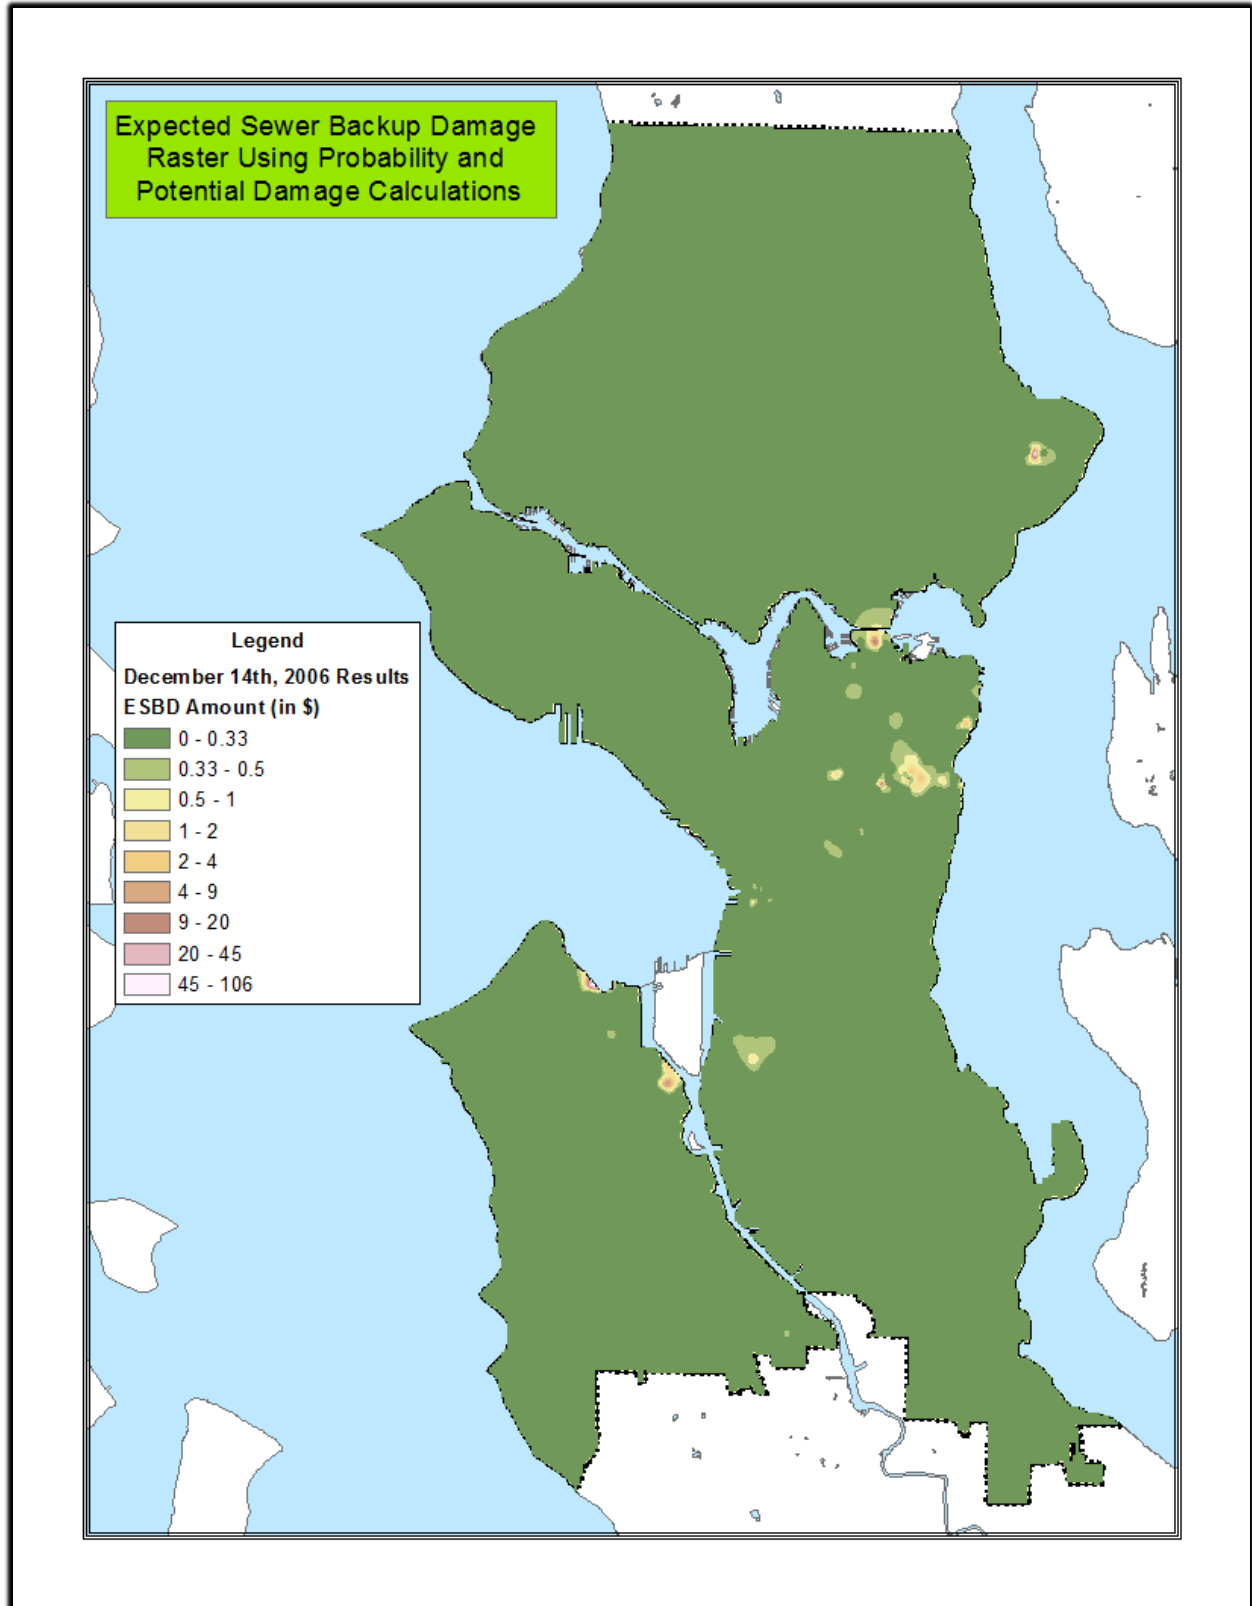 Expected Sewer Backup Damage
Raster Using Probability and
Potential Damage Calculations
Legend
December 14th, 2006 Results
ESBD Amount (in $)
0 - 0.33
0.33 - 0.5
0.5 - 1
1 - 2
2 - 4
4 - 9
9 - 20
20 - 45
45 - 106